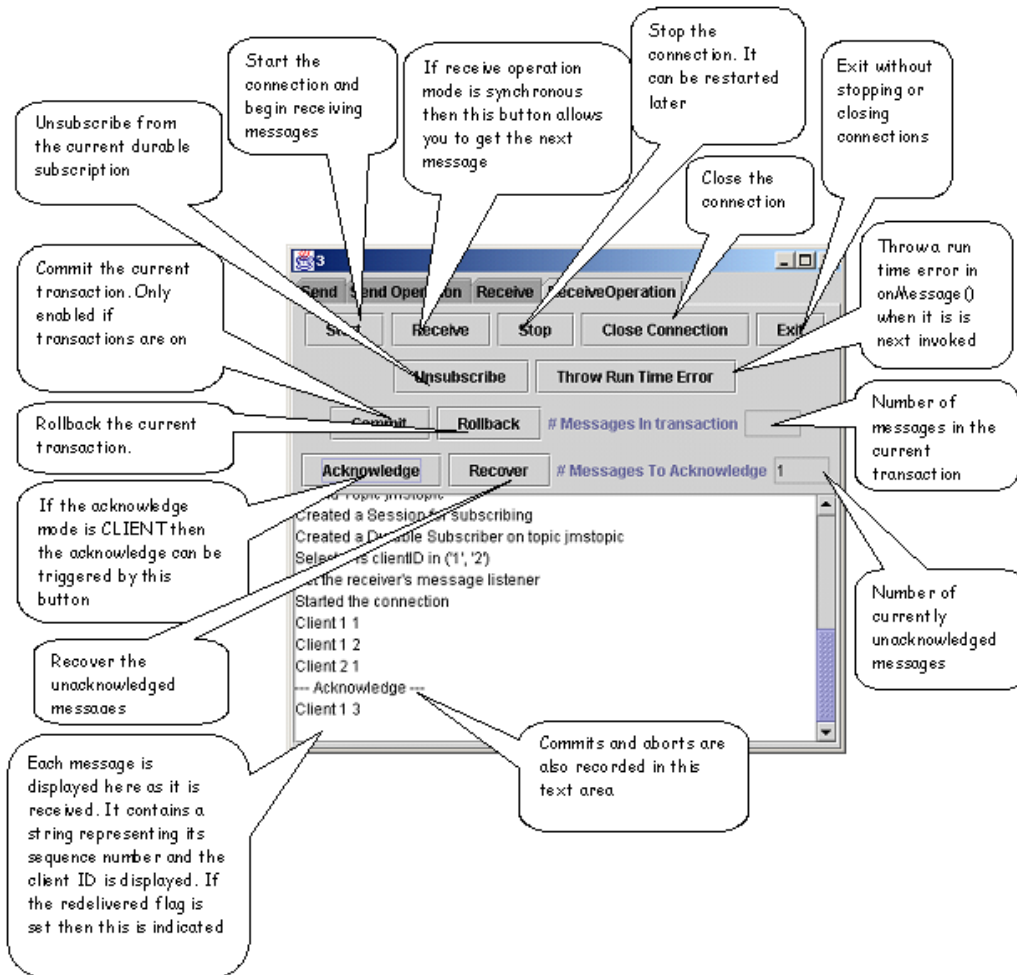 Stop the
connection. It
can be restarted
later
Start the
connection and
begin receiving
messages
If receive operation
mode is synchronous
then this button allows
you to get the next
message
Exit without
stopping or
closing
connections
Unsubscribe from
the current durable
subscription
Close the
connection
Commit the current
transaction. Only
enabled if
transactions are on
Throw a run
time error in
onMessage()
when it is is
next invoked
Rollback the current
transaction.
Number of
messages in the
current
transaction
If the acknowledge
mode is CLIENT then
the acknowledge can be
triggered by this
button
Number of
currently
unacknowledged
messages
Recover the
unacknowledged
messages
Each message is
displayed here as it is
received. It contains a
string representing its
sequence number and the
client ID is displayed. If
the redelivered flag is
set then this is indicated
Commits and aborts are
also recorded in this
text area
3
Send Send Operation Receive ReceiveOperation
Start Receive Stop Close Connection Exit
Unsubscribe Throw Run Time Error
Commit Rollback # Messages In transaction
Acknowledge Recover # Messages To Acknowledge 1
Topic jmstopic
Created a Session for subscribing
Created a Durable Subscriber on topic jmstopic
Selector is clientID in ('1', '2')
the receiver's message listener
Started the connection
Client 1 1
Client 1 2
Client 2 1
--- Acknowledge ---
Client 1 3